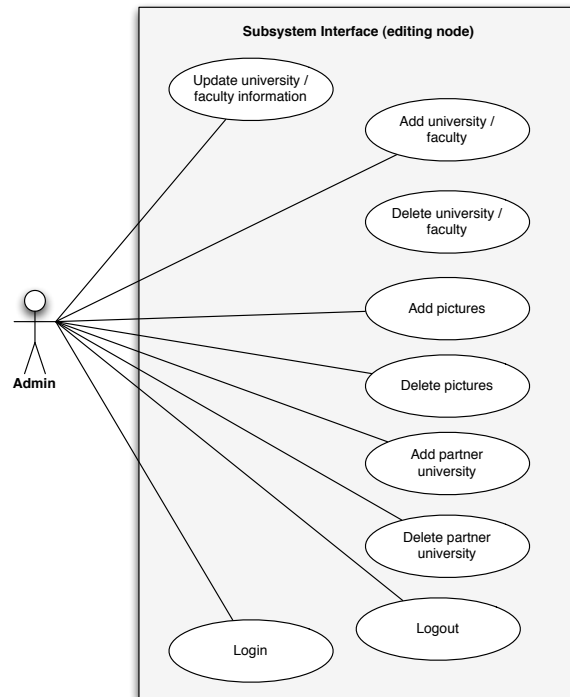 Subsystem Interface (editing node)
Update university /
faculty information
Add university /
faculty
Delete university /
faculty
Add pictures
Admin
Delete pictures
Add partner
university
Delete partner
university
Logout
Login